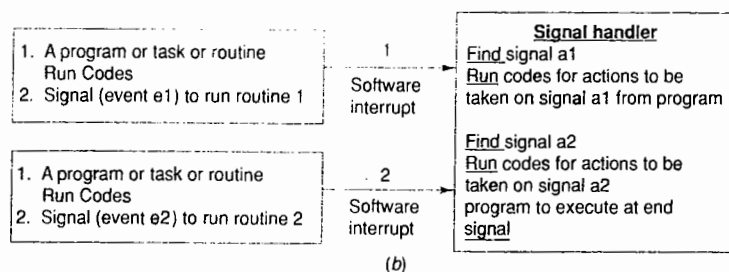 1. A program or task or routine
Run Codes
2. Signal (event e1) to run routine 1
1
Software
interrupt
Signal handler
Find signal a1
Run codes for actions to be
taken on signal a1 from program
1. A program or task or routine
Run Codes
2. Signal (event e2) to run routine 2
2
Software
interrupt
Find signal a2
Run codes for actions to be
taken on signal a2
program to execute at end
signal
(b)